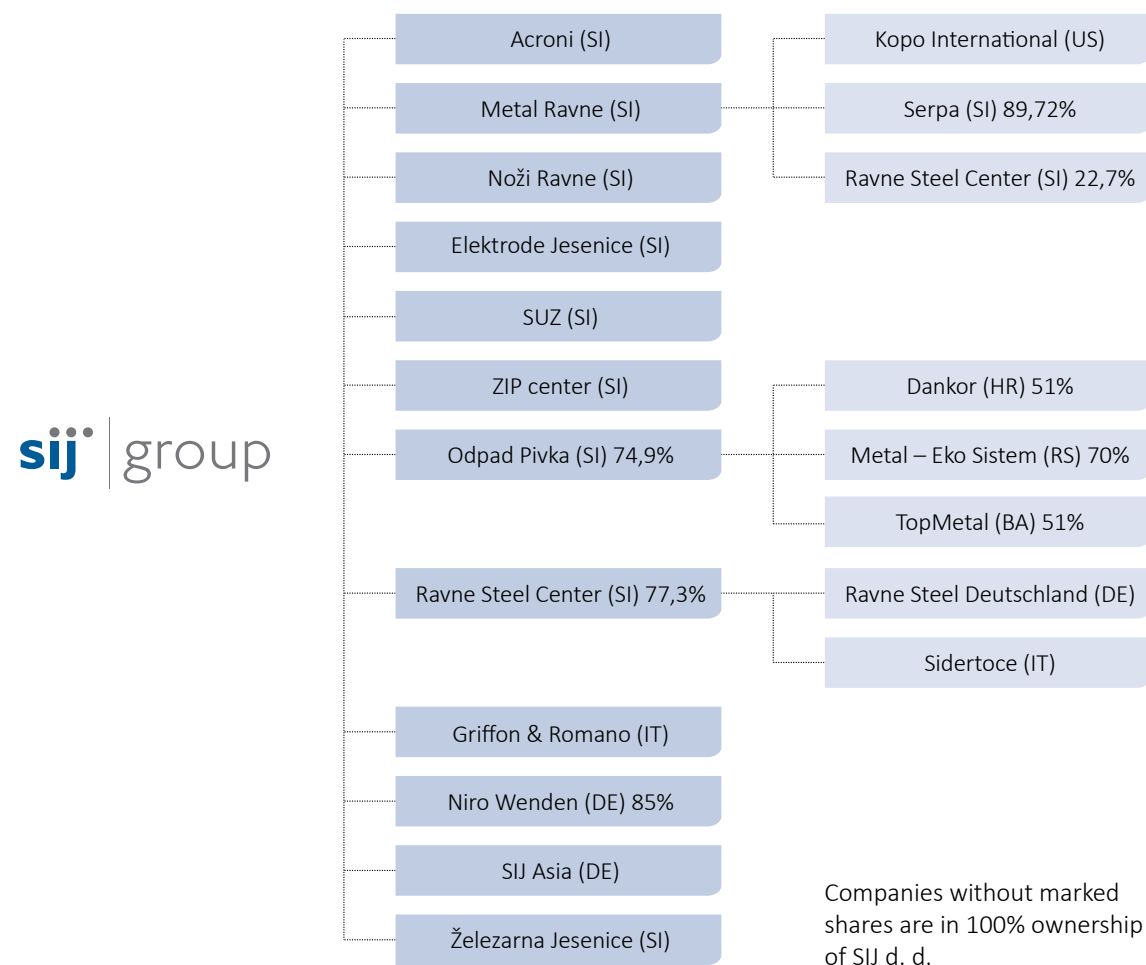 sij group
Acroni (SI)
Metal Ravne (SI)
Noži Ravne (SI)
Elektrode Jesenice (SI)
SUZ (SI)
ZIP center (SI)
Odpad Pivka (SI) 74,9%
Ravne Steel Center (SI) 77,3%
Griffon & Romano (IT)
Niro Wenden (DE) 85%
SIJ Asia (DE)
Železarna Jesenice (SI)
Kopo International (US)
Serpa (SI) 89,72%
Ravne Steel Center (SI) 22,7%
Dankor (HR) 51%
Metal – Eko Sistem (RS) 70%
TopMetal (BA) 51%
Ravne Steel Deutschland (DE)
Sidertoce (IT)
Companies without marked
shares are in 100% ownership
of SIJ d. d.